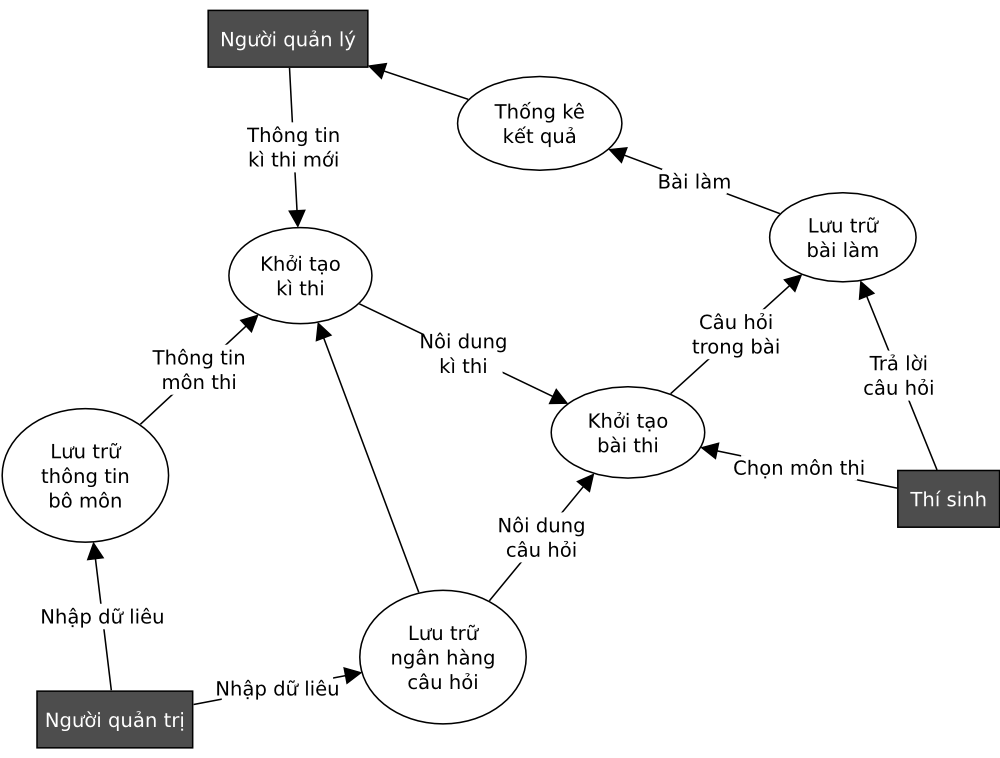 Người quản lý
Thống kê
kết quả
Thông tin
kì thi mới
Bài làm
Lưu trữ
bài làm
Khởi tạo
kì thi
Câu hỏi
trong bài
Nôi dung
kì thi
Thông tin
môn thi
Trả lời
câu hỏi
Khởi tạo
bài thi
Lưu trữ
thông tin
bô môn
Chọn môn thi
Thí sinh
Nôi dung
câu hỏi
Nhập dữ liêu
Lưu trữ
ngân hàng
câu hỏi
Nhập dữ liêu
Người quản trị